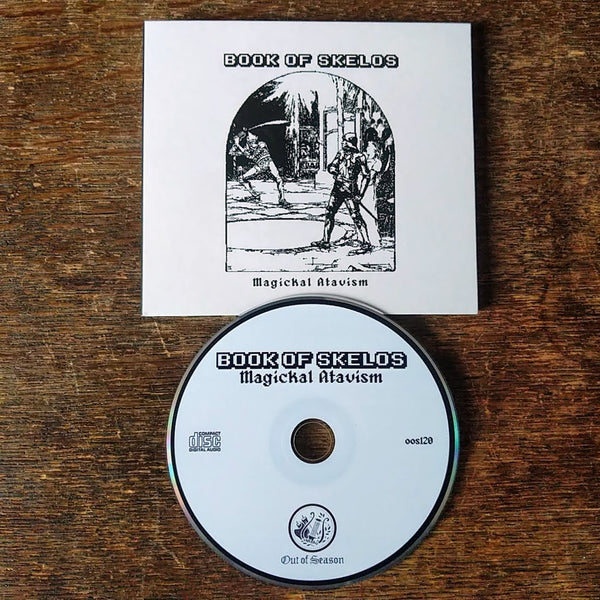 BOOK OF SKELOS
Magickal Atavism
BOOK OF SKELOS
Magickal Atavism
COMPACT
disc
DIGITAL AUDIO
oos120
Out of Season